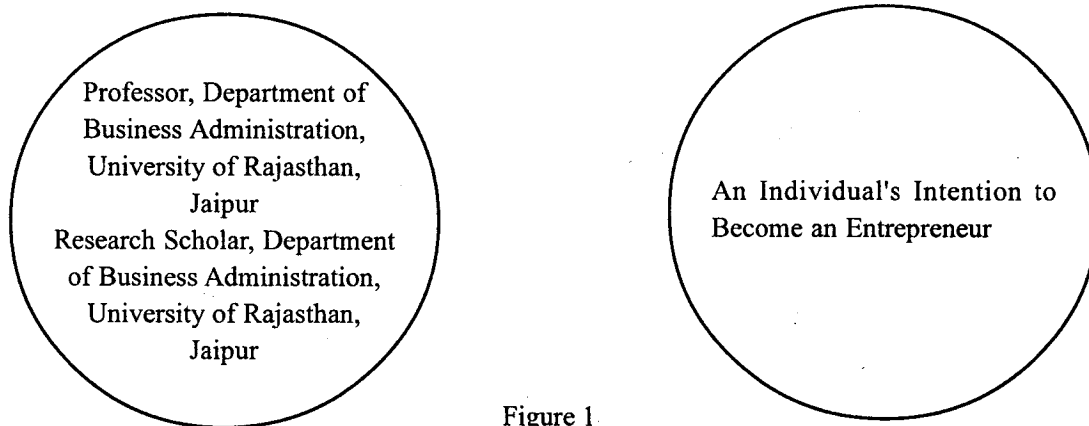 Professor, Department of
Business Administration,
University of Rajasthan,
Jaipur
Research Scholar, Department
of Business Administration,
University of Rajasthan,
Jaipur
An Individual's Intention to
Become an Entrepreneur
Figure 1